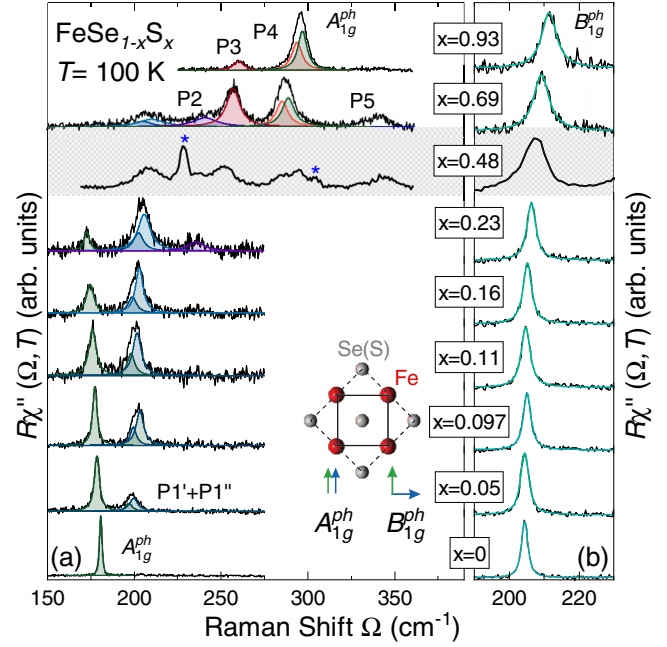 FeSe1-xSx
T= 100 K
P3
P4
A1g^ph
x=0.93
B1g^ph
P2
P5
x=0.69
*
*
x=0.48
x=0.23
x=0.16
Se(S)
Fe
x=0.11
x=0.097
P1'+P1"
A1g^ph
B1g^ph
x=0.05
(a)
A1g^ph
x=0
(b)
Rχ" (Ω, T) (arb. units)
Rχ" (Ω, T) (arb. units)
150 200 250 300 350
200 220
Raman Shift Ω (cm-1)